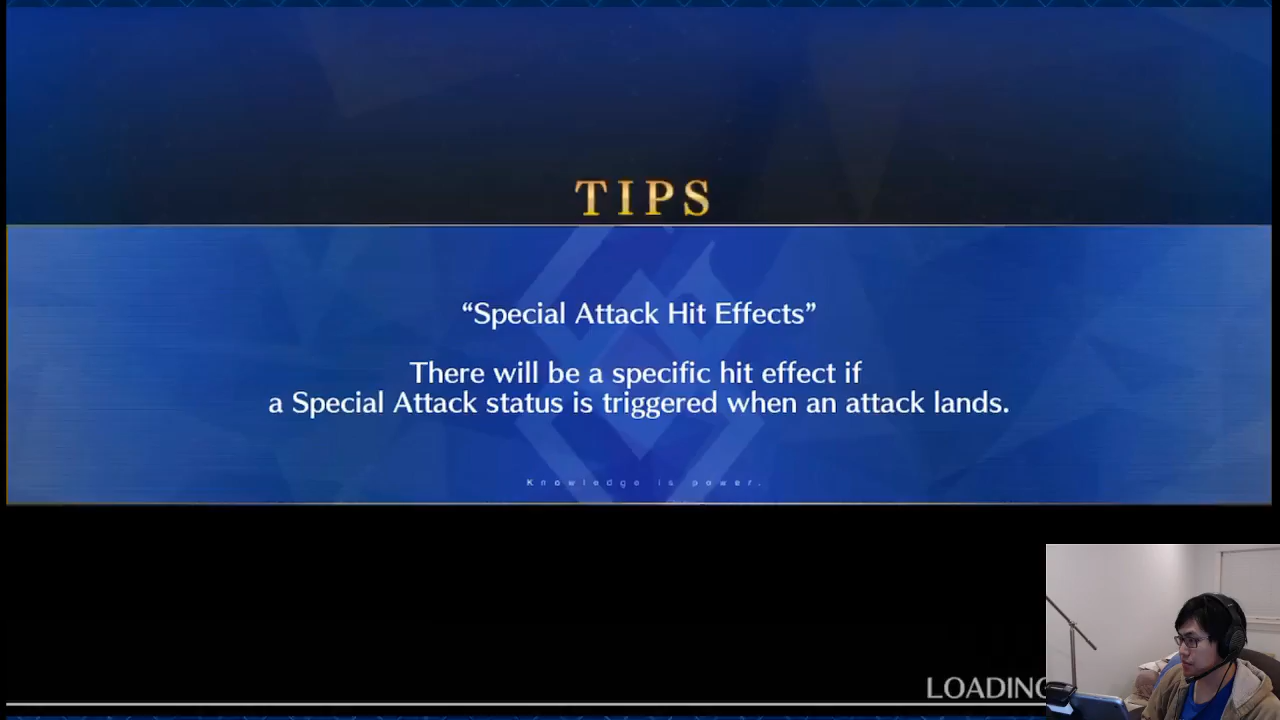 TIPS
“Special Attack Hit Effects”
There will be a specific hit effect if
a Special Attack status is triggered when an attack lands.
Knowledge is power.
LOADING